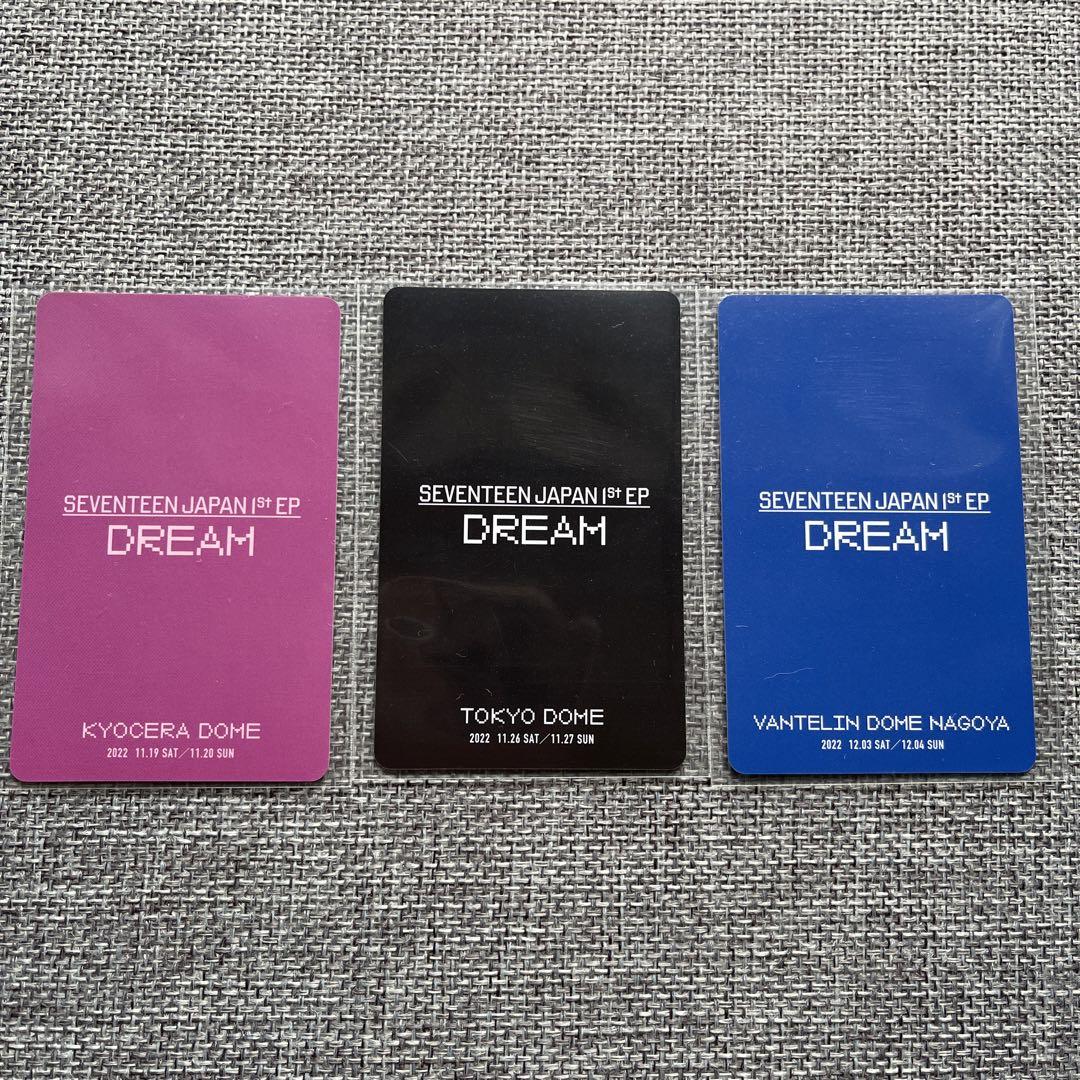 SEVENTEEN JAPAN 1st EP
DREAM
KYOCERA DOME
2022 11.19 SAT/11.20 SUN
SEVENTEEN JAPAN 1st EP
DREAM
TOKYO DOME
2022 11.26 SAT/11.27 SUN
SEVENTEEN JAPAN 1st EP
DREAM
VANTELIN DOME NAGOYA
2022 12.03 SAT/12.04 SUN